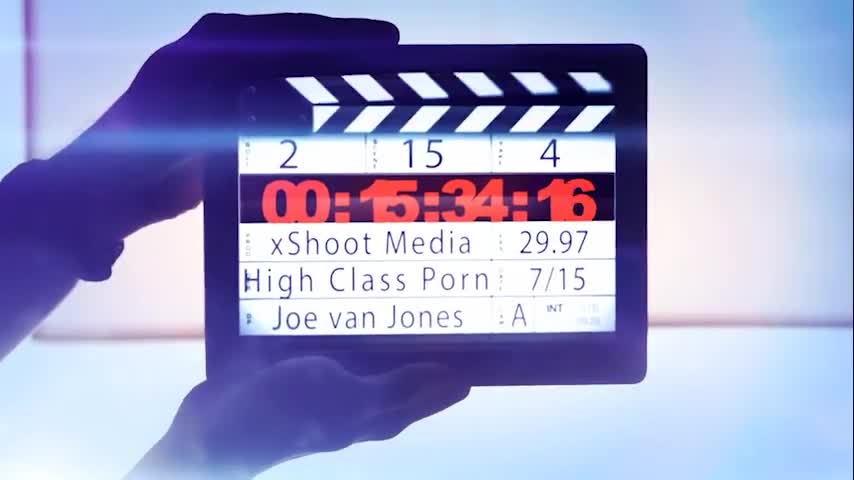 2 15 4
00:15:34:16
xShoot Media 29.97
High Class Porn 7/15
Joe van Jones A INT